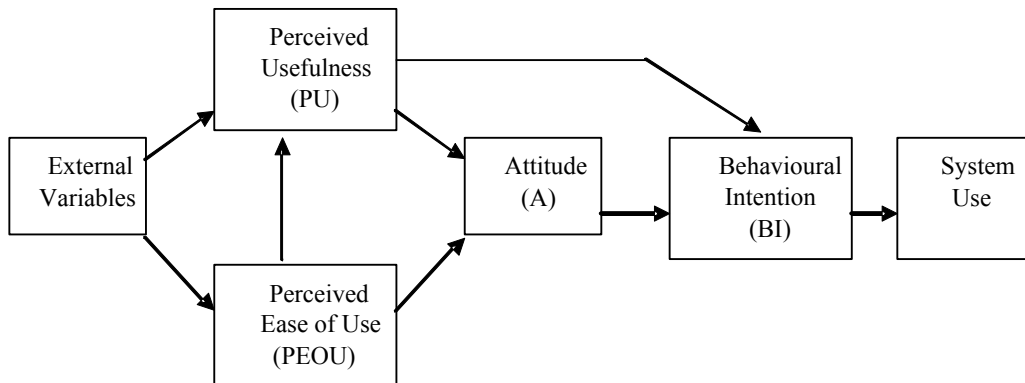 External
Variables
Perceived
Usefulness
(PU)
Perceived
Ease of Use
(PEOU)
Attitude
(A)
Behavioural
Intention
(BI)
System
Use